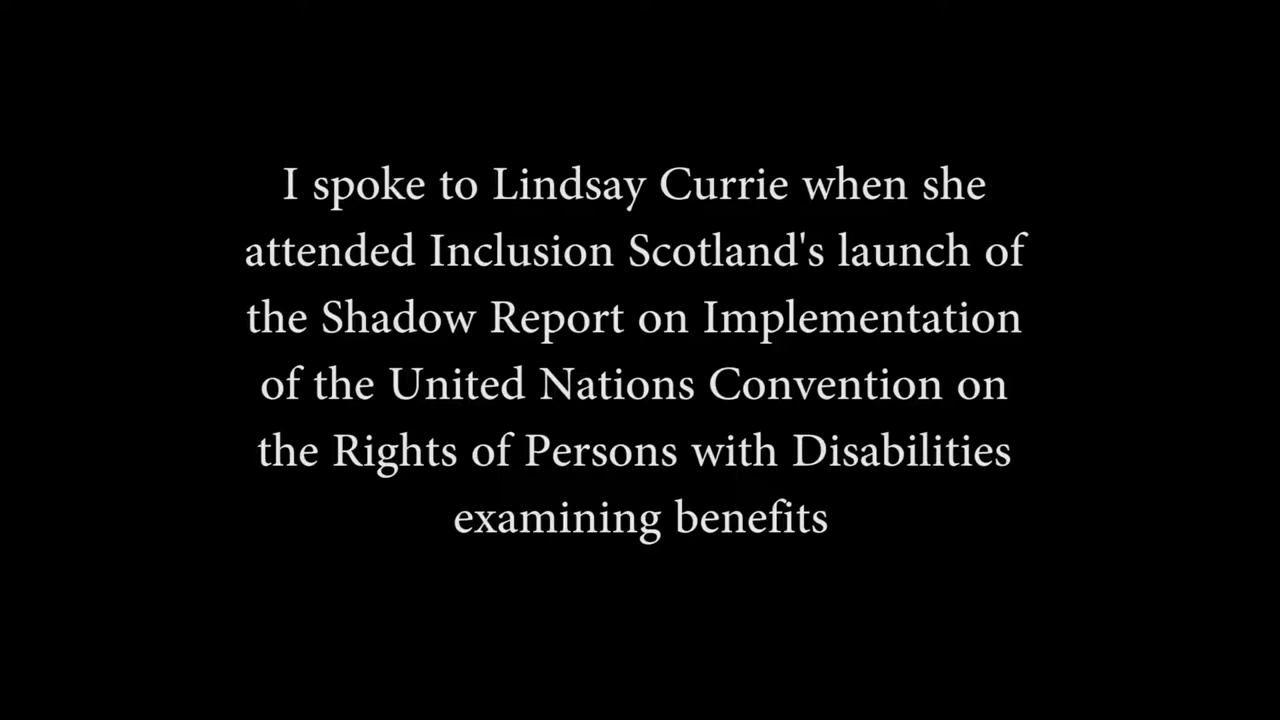 I spoke to Lindsay Currie when she
attended Inclusion Scotland's launch of
the Shadow Report on Implementation
of the United Nations Convention on
the Rights of Persons with Disabilities
examining benefits